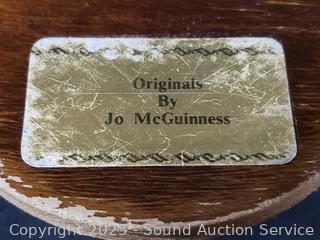 Originals
By
Jo McGuinness
Copyright 2025 - Sound Auction Service